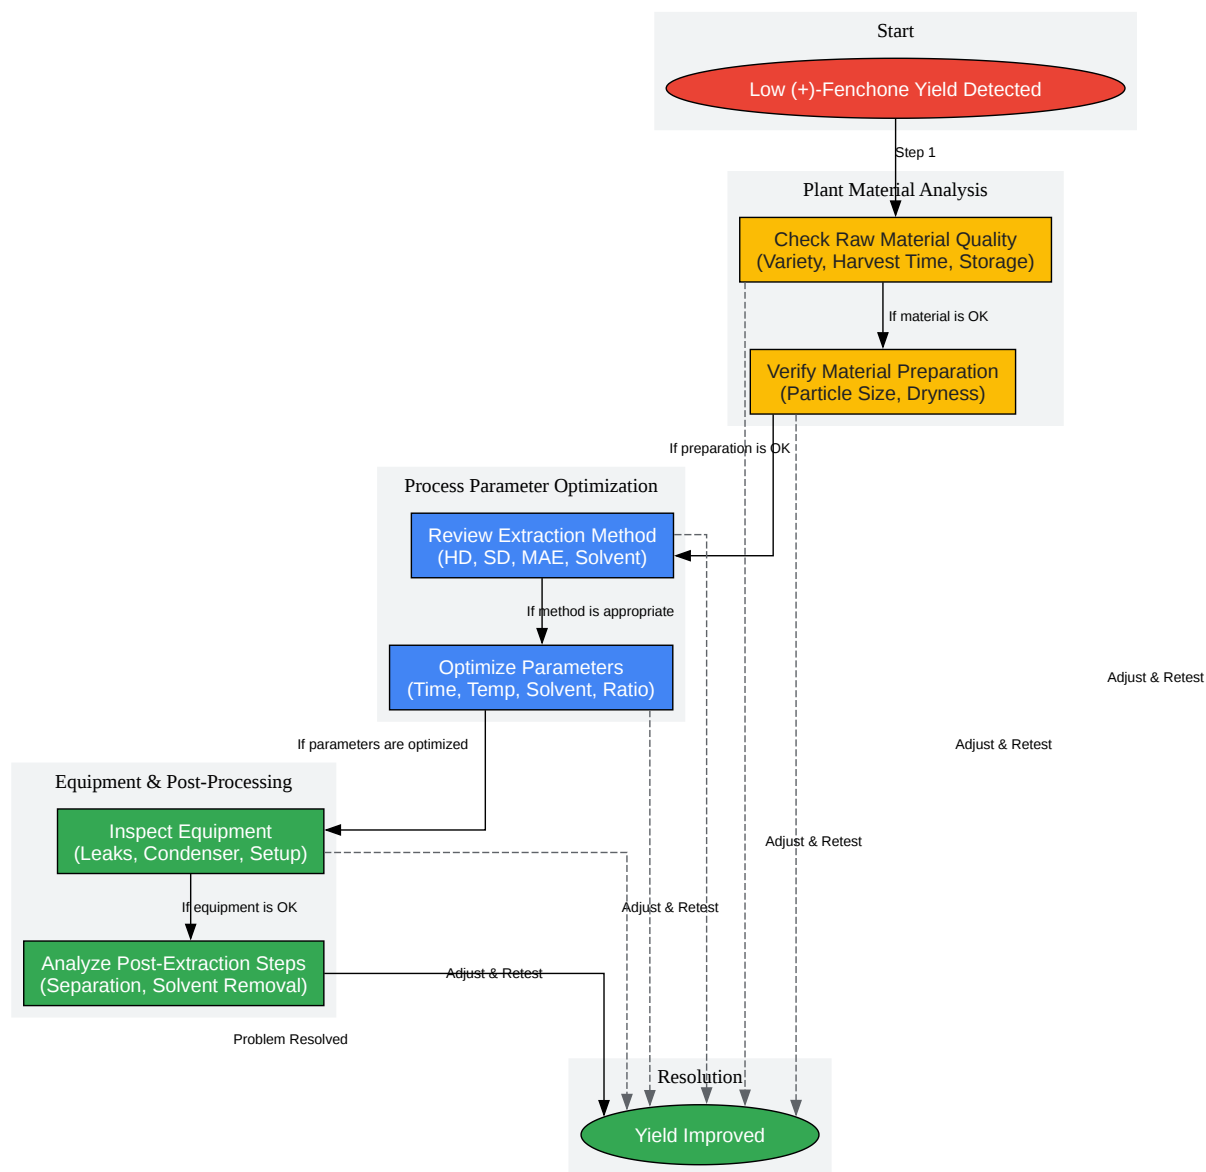 Start
Low (+)-Fenchone Yield Detected
Step 1
Plant Material Analysis
Check Raw Material Quality
(Variety, Harvest Time, Storage)
If material is OK
Verify Material Preparation
(Particle Size, Dryness)
If preparation is OK
Process Parameter Optimization
Review Extraction Method
(HD, SD, MAE, Solvent)
If method is appropriate
Optimize Parameters
(Time, Temp, Solvent, Ratio)
Adjust & Retest
If parameters are optimized
Adjust & Retest
Equipment & Post-Processing
Inspect Equipment
(Leaks, Condenser, Setup)
Adjust & Retest
If equipment is OK
Adjust & Retest
Analyze Post-Extraction Steps
(Separation, Solvent Removal)
Adjust & Retest
Problem Resolved
Resolution
Yield Improved